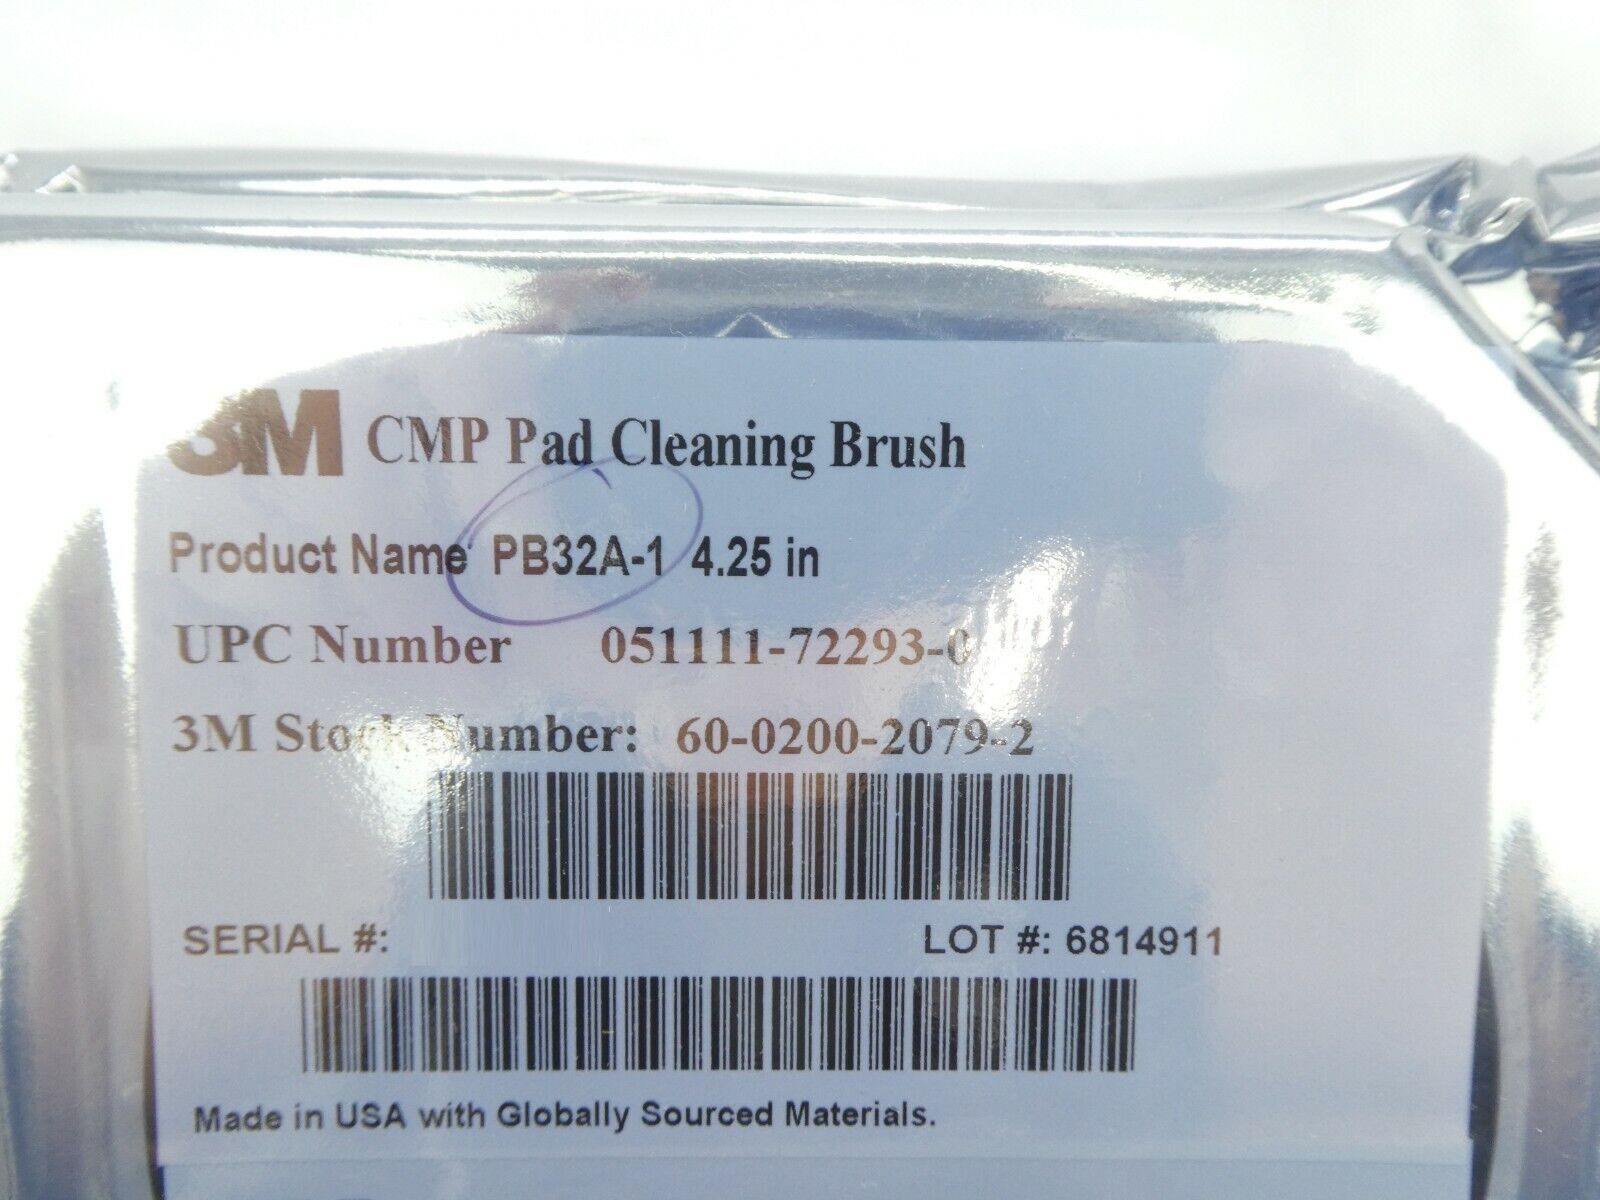 3M CMP Pad Cleaning Brush
Product Name PB32A-1 4.25 in
UPC Number 051111-72293-0
3M Stock Number: 60-0200-2079-2
SERIAL #: LOT #: 6814911
Made in USA with Globally Sourced Materials.